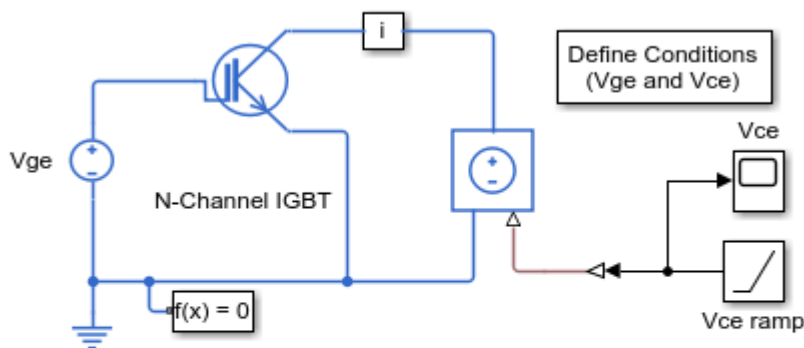 i
Define Conditions
(Vge and Vce)
Vce
Vge
N-Channel IGBT
f(x) = 0
Vce ramp